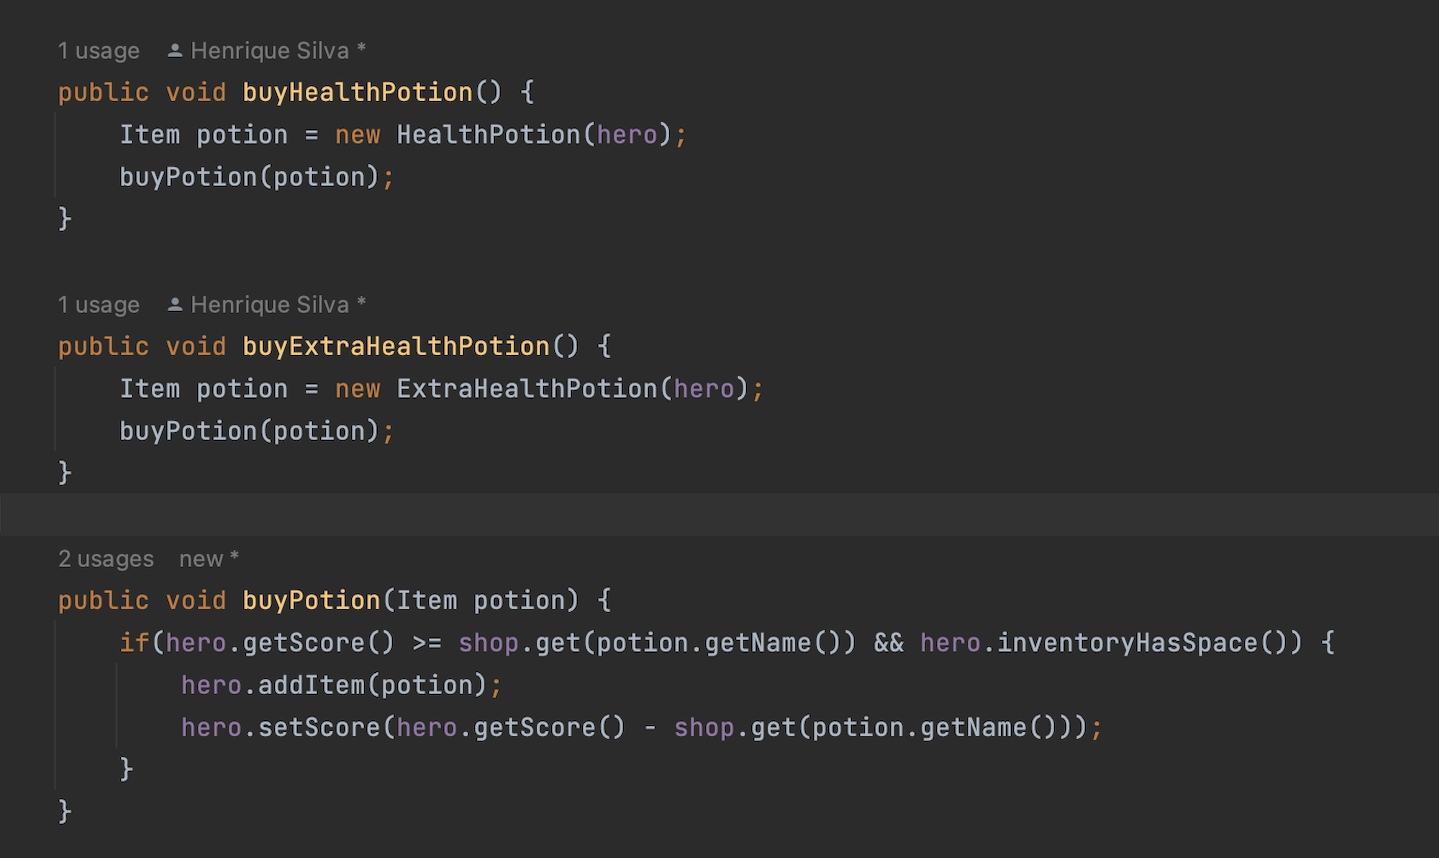 1 usage Henrique Silva *
public void buyHealthPotion() {
    Item potion = new HealthPotion(hero);
    buyPotion(potion);
}
1 usage Henrique Silva *
public void buyExtraHealthPotion() {
    Item potion = new ExtraHealthPotion(hero);
    buyPotion(potion);
}
2 usages new *
public void buyPotion(Item potion) {
    if(hero.getScore() >= shop.get(potion.getName()) && hero.inventoryHasSpace()) {
        hero.addItem(potion);
        hero.setScore(hero.getScore() - shop.get(potion.getName()));
    }
}